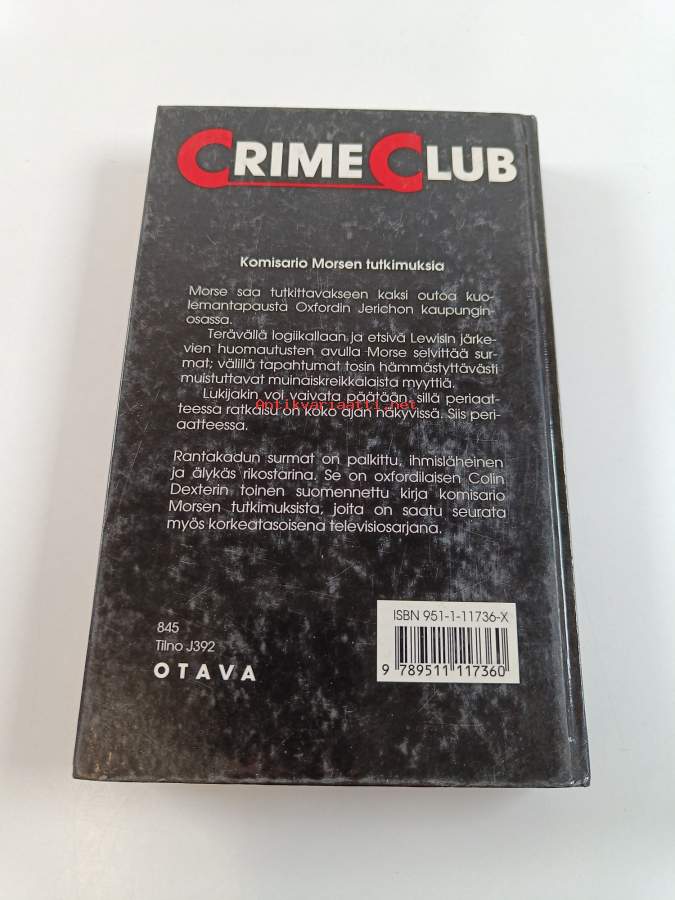 CRIME CLUB
Komisario Morsen tutkimuksia
Morse saa tutkittavakseen kaksi outoa kuo-
lemantapausta Oxfordin Jerichon kaupungin-
osassa.
Terävällä logiikallaan ja etsivä Lewisin järke-
vien huomautusten avulla Morse selvittää sur-
mat; välillä tapahtumat tosin hämmästyttävästi
muistuttavat muinaiskreikkalaista myyttiä.
Lukijakin voi vaivata päätään, sillä periaat-
teessa ratkaisu on koko ajan näkyvissä. Siis peri-
aatteessa.
Antikvariaatti.net
Rantakadun surmat on palkittu, ihmisläheinen
ja älykäs rikostarina. Se on oxfordilaisen Colin
Dexterin toinen suomennettu kirja komisario
Morsen tutkimuksista, joita on saatu seurata
myös korkeatasoisena televisiosarjana.
ISBN 951-1-11736-X
9 789511 117360
845
Tilno J392
OTAVA